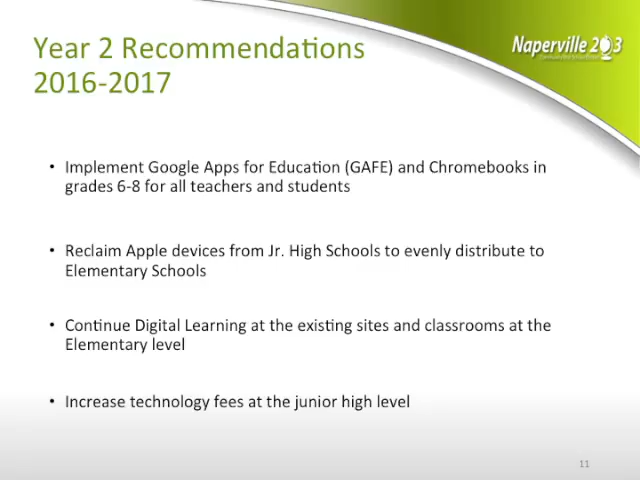 Year 2 Recommendations
2016-2017
Naperville 203
• Implement Google Apps for Education (GAFE) and Chromebooks in
grades 6-8 for all teachers and students
• Reclaim Apple devices from Jr. High Schools to evenly distribute to
Elementary Schools
• Continue Digital Learning at the existing sites and classrooms at the
Elementary level
• Increase technology fees at the junior high level
11